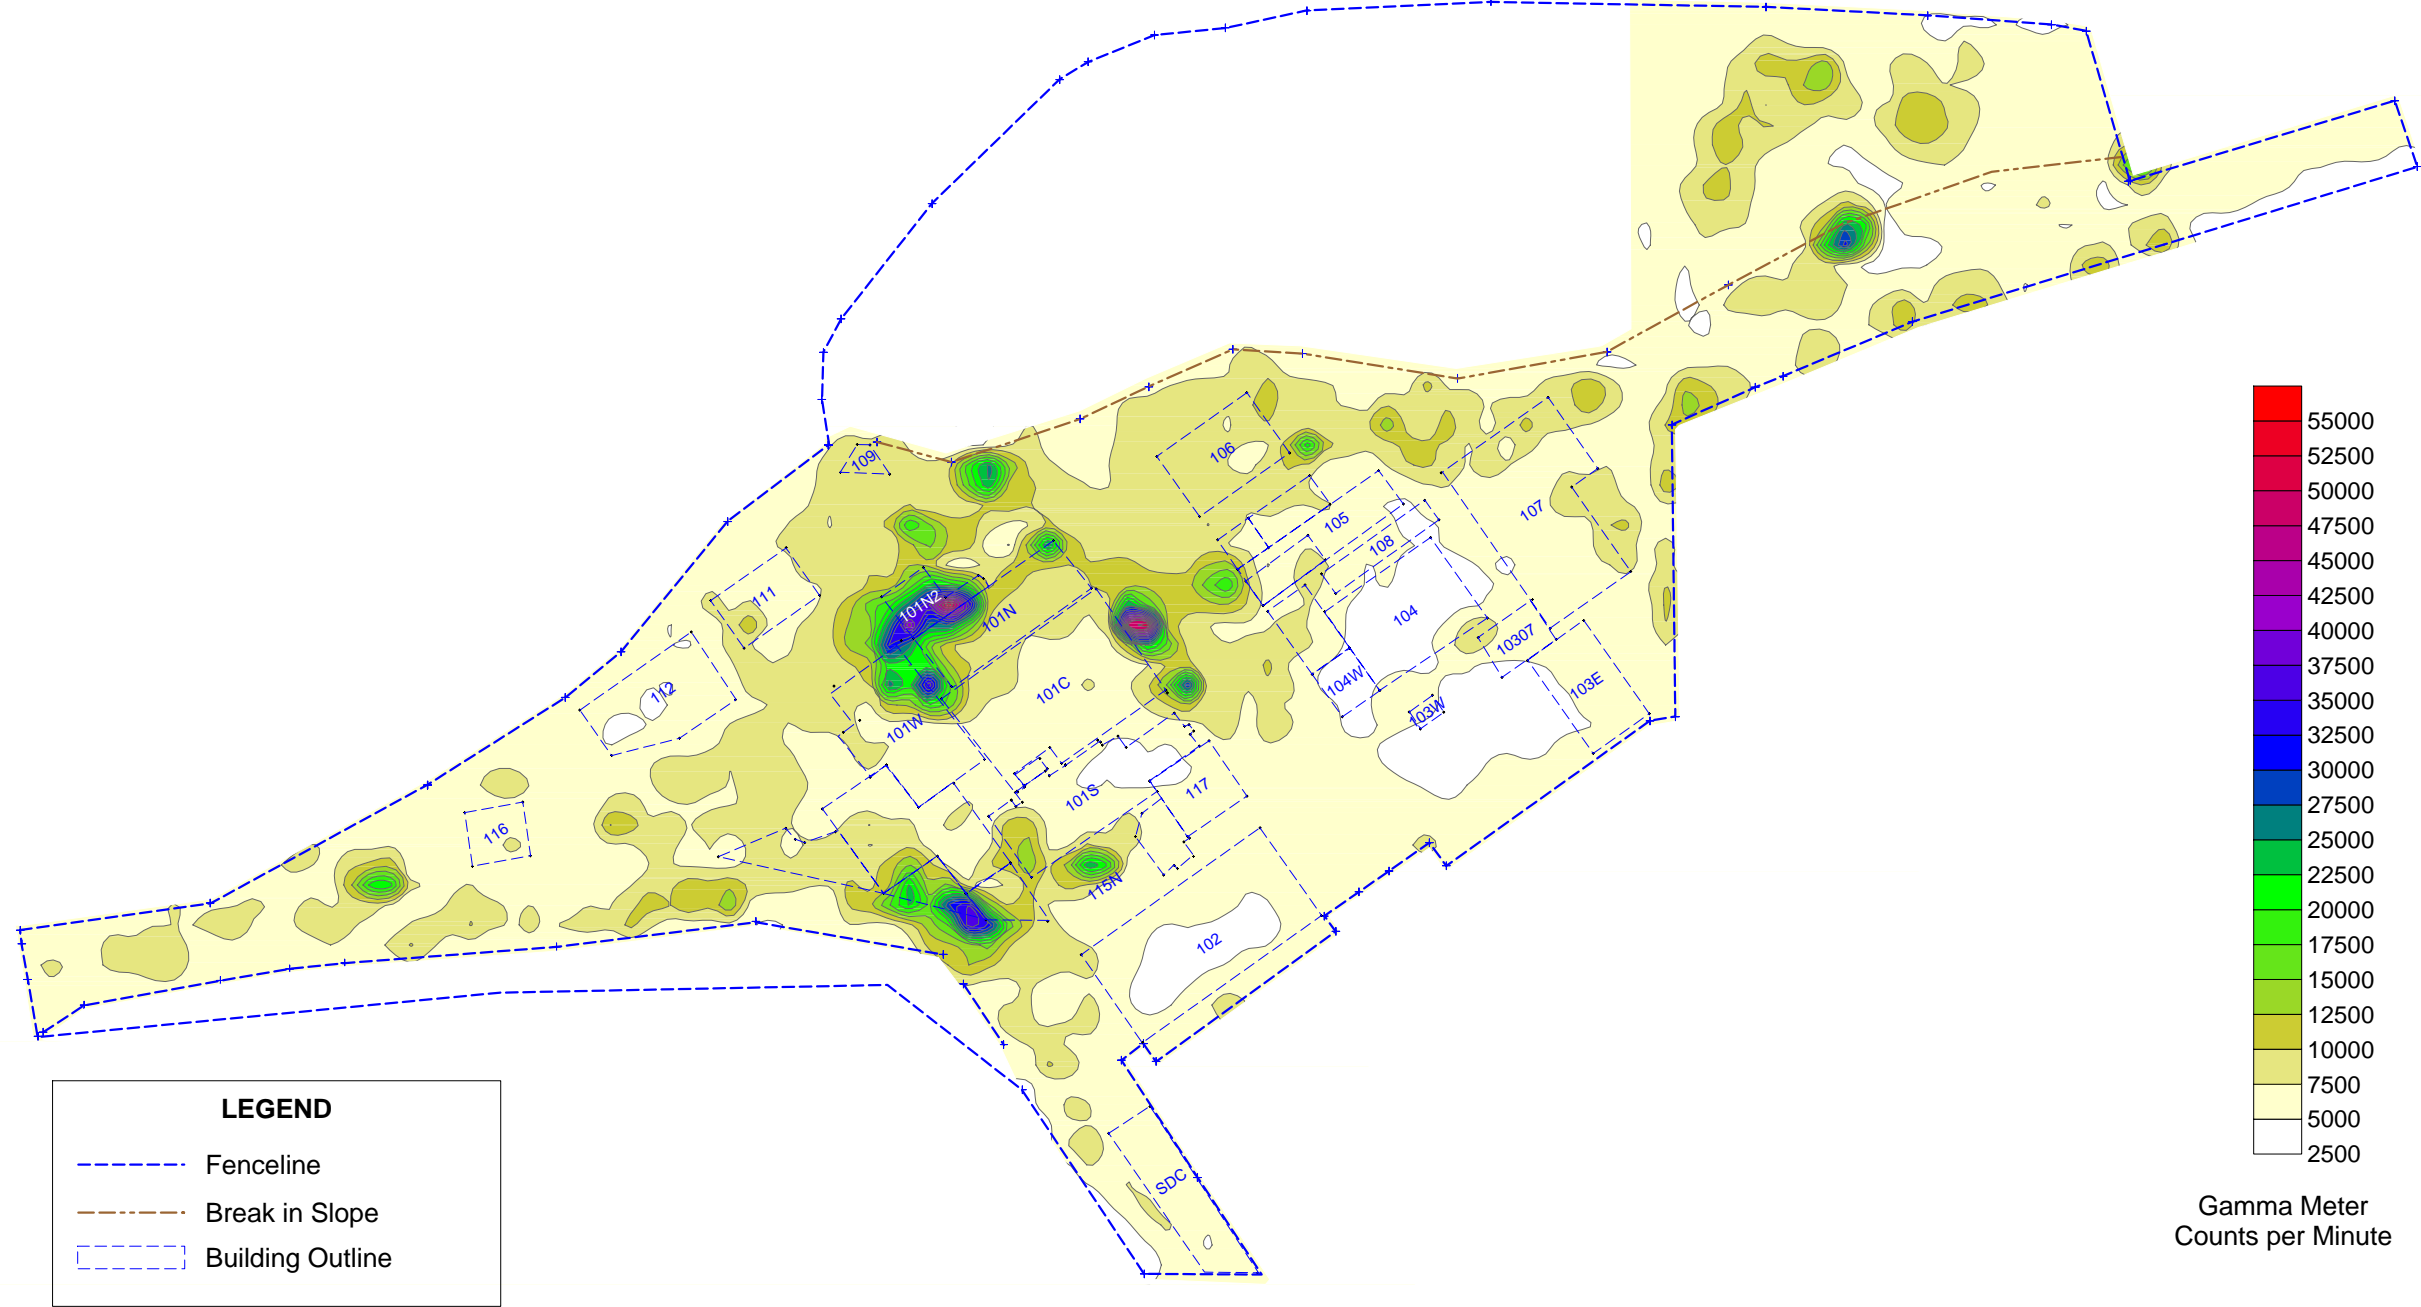 109
106
105
108
107
111
101N2
101N
104
10307
112
101C
104W
103W
103E
101W
101S
117
116
115N
102
SDC
55000
52500
50000
47500
45000
42500
40000
37500
35000
32500
30000
27500
25000
22500
20000
17500
15000
12500
10000
7500
5000
2500
Gamma Meter
Counts per Minute
LEGEND
Fenceline
Break in Slope
Building Outline